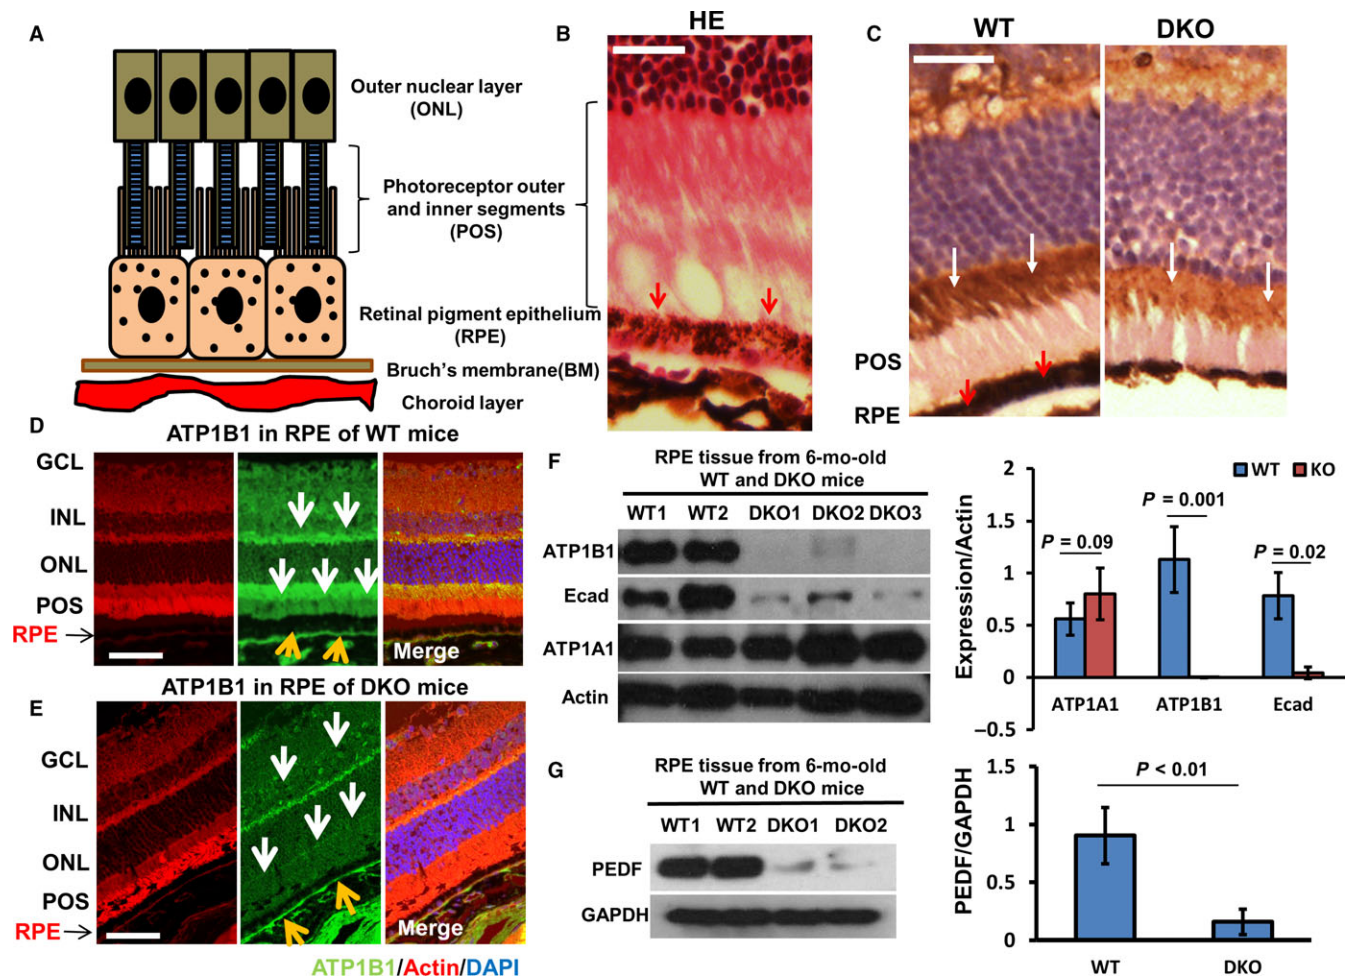 A
Outer nuclear layer
(ONL)
Photoreceptor outer
and inner segments
(POS)
Retinal pigment epithelium
(RPE)
Bruch's membrane(BM)
Choroid layer
B
HE
C
WT
DKO
POS
RPE
D
ATP1B1 in RPE of WT mice
GCL
INL
ONL
POS
RPE
Merge
ATP1B1 in RPE of DKO mice
E
GCL
INL
ONL
POS
RPE
Merge
ATP1B1/Actin/DAPI
F
RPE tissue from 6-mo-old
WT and DKO mice
WT1 WT2 DKO1 DKO2 DKO3
ATP1B1
Ecad
ATP1A1
Actin
Expression/Actin
2
1.5
1
0.5
0
–0.5
WT KO
P = 0.09
P = 0.001
P = 0.02
ATP1A1 ATP1B1 Ecad
G
RPE tissue from 6-mo-old
WT and DKO mice
WT1 WT2 DKO1 DKO2
PEDF
GAPDH
PEDF/GAPDH
1.5
1
0.5
0
P < 0.01
WT DKO